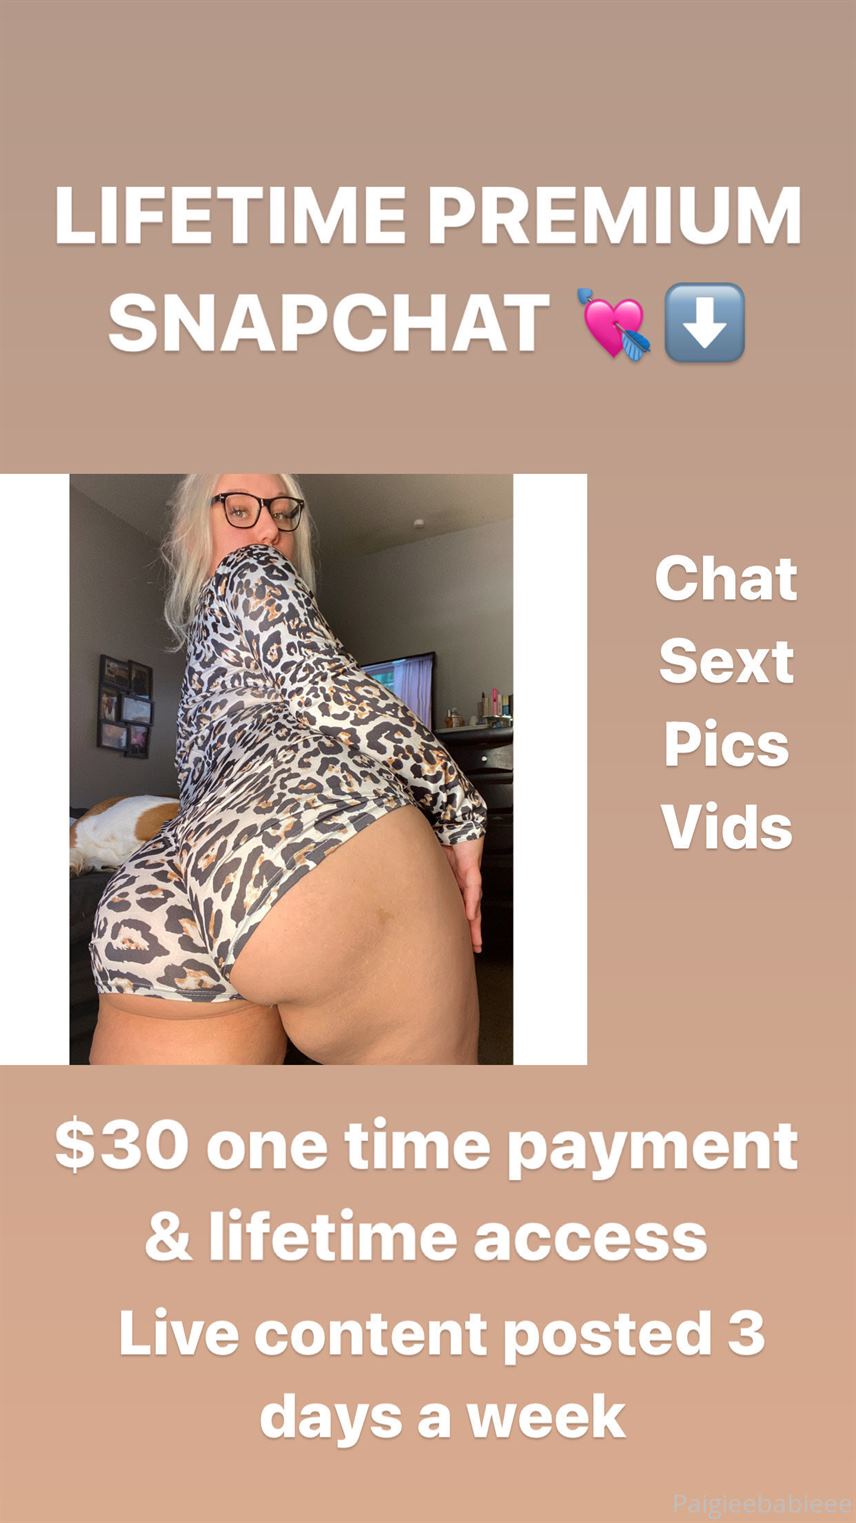 LIFETIME PREMIUM
SNAPCHAT 💘⬇️
Chat
Sext
Pics
Vids
$30 one time payment
& lifetime access
Live content posted 3
days a week
Paigieebabieee